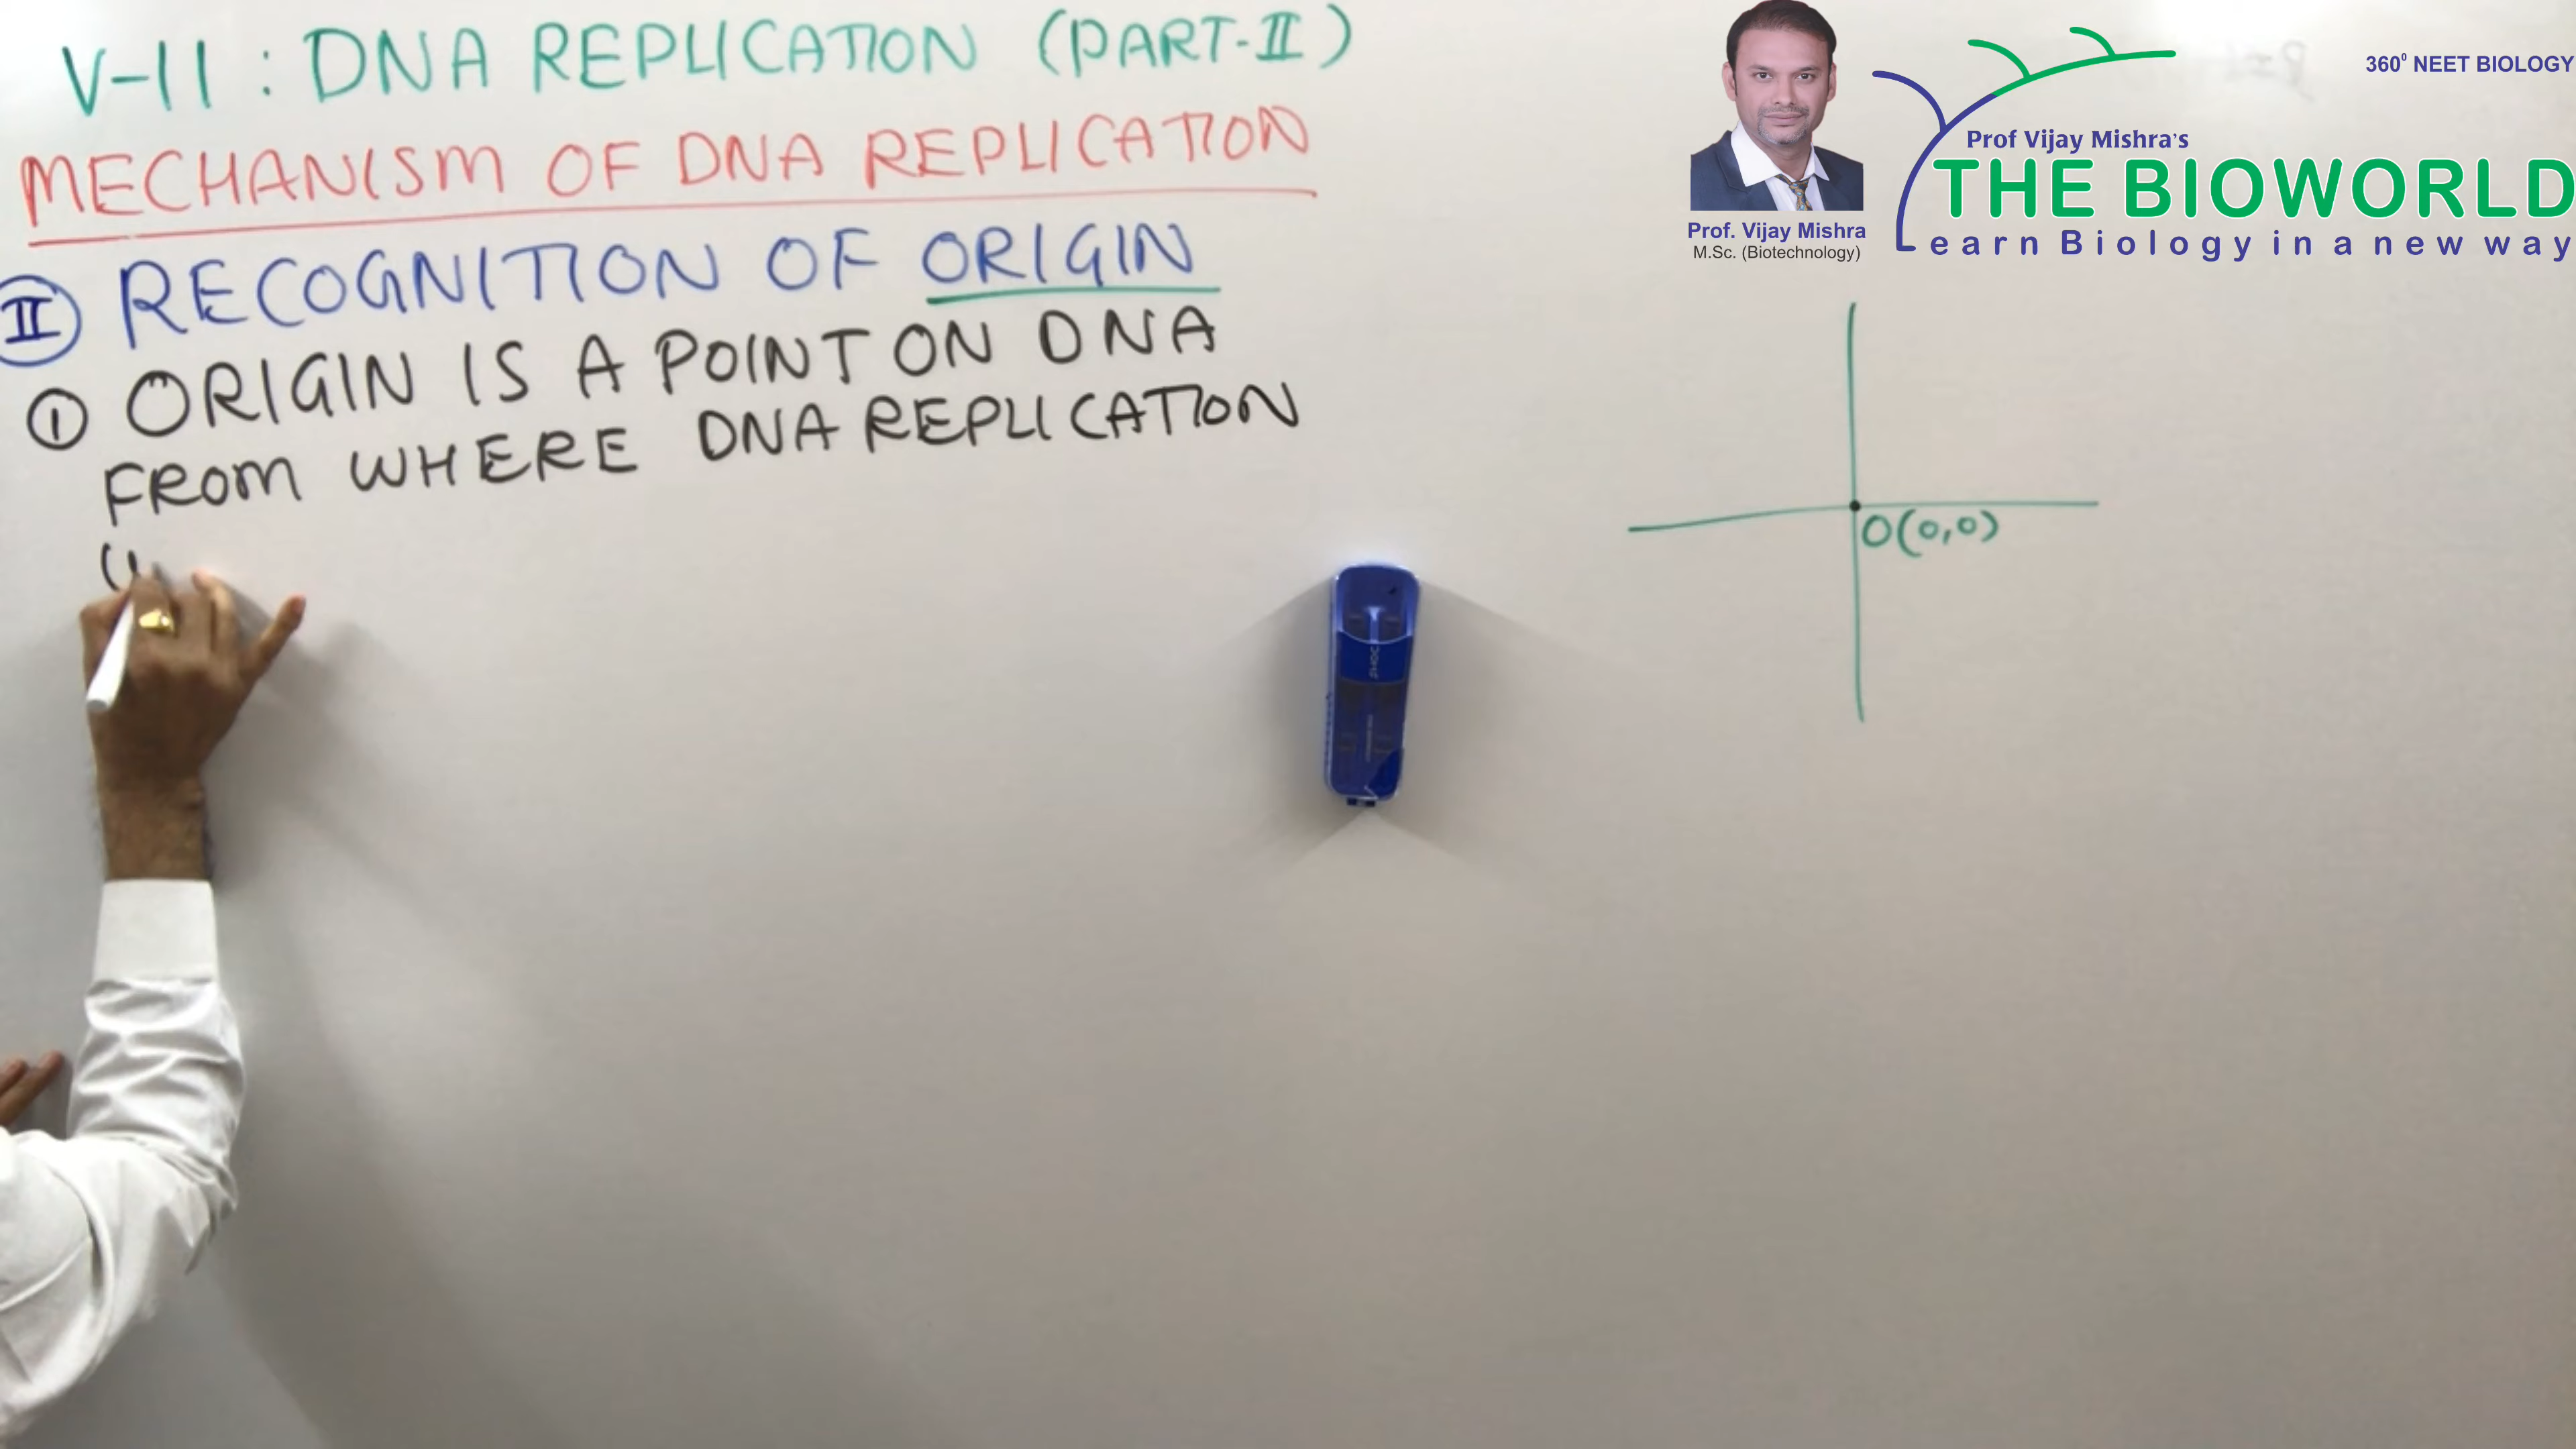 V-11 : DNA REPLICATION (PART-II)
MECHANISM OF DNA REPLICATION
II RECOGNITION OF ORIGIN
1 ORIGIN IS A POINT ON DNA
FROM WHERE DNA REPLICATION
O(0,0)
Prof. Vijay Mishra
M.Sc. (Biotechnology)
360⁰ NEET BIOLOGY
Prof Vijay Mishra's
THE BIOWORLD
Learn Biology in a new way